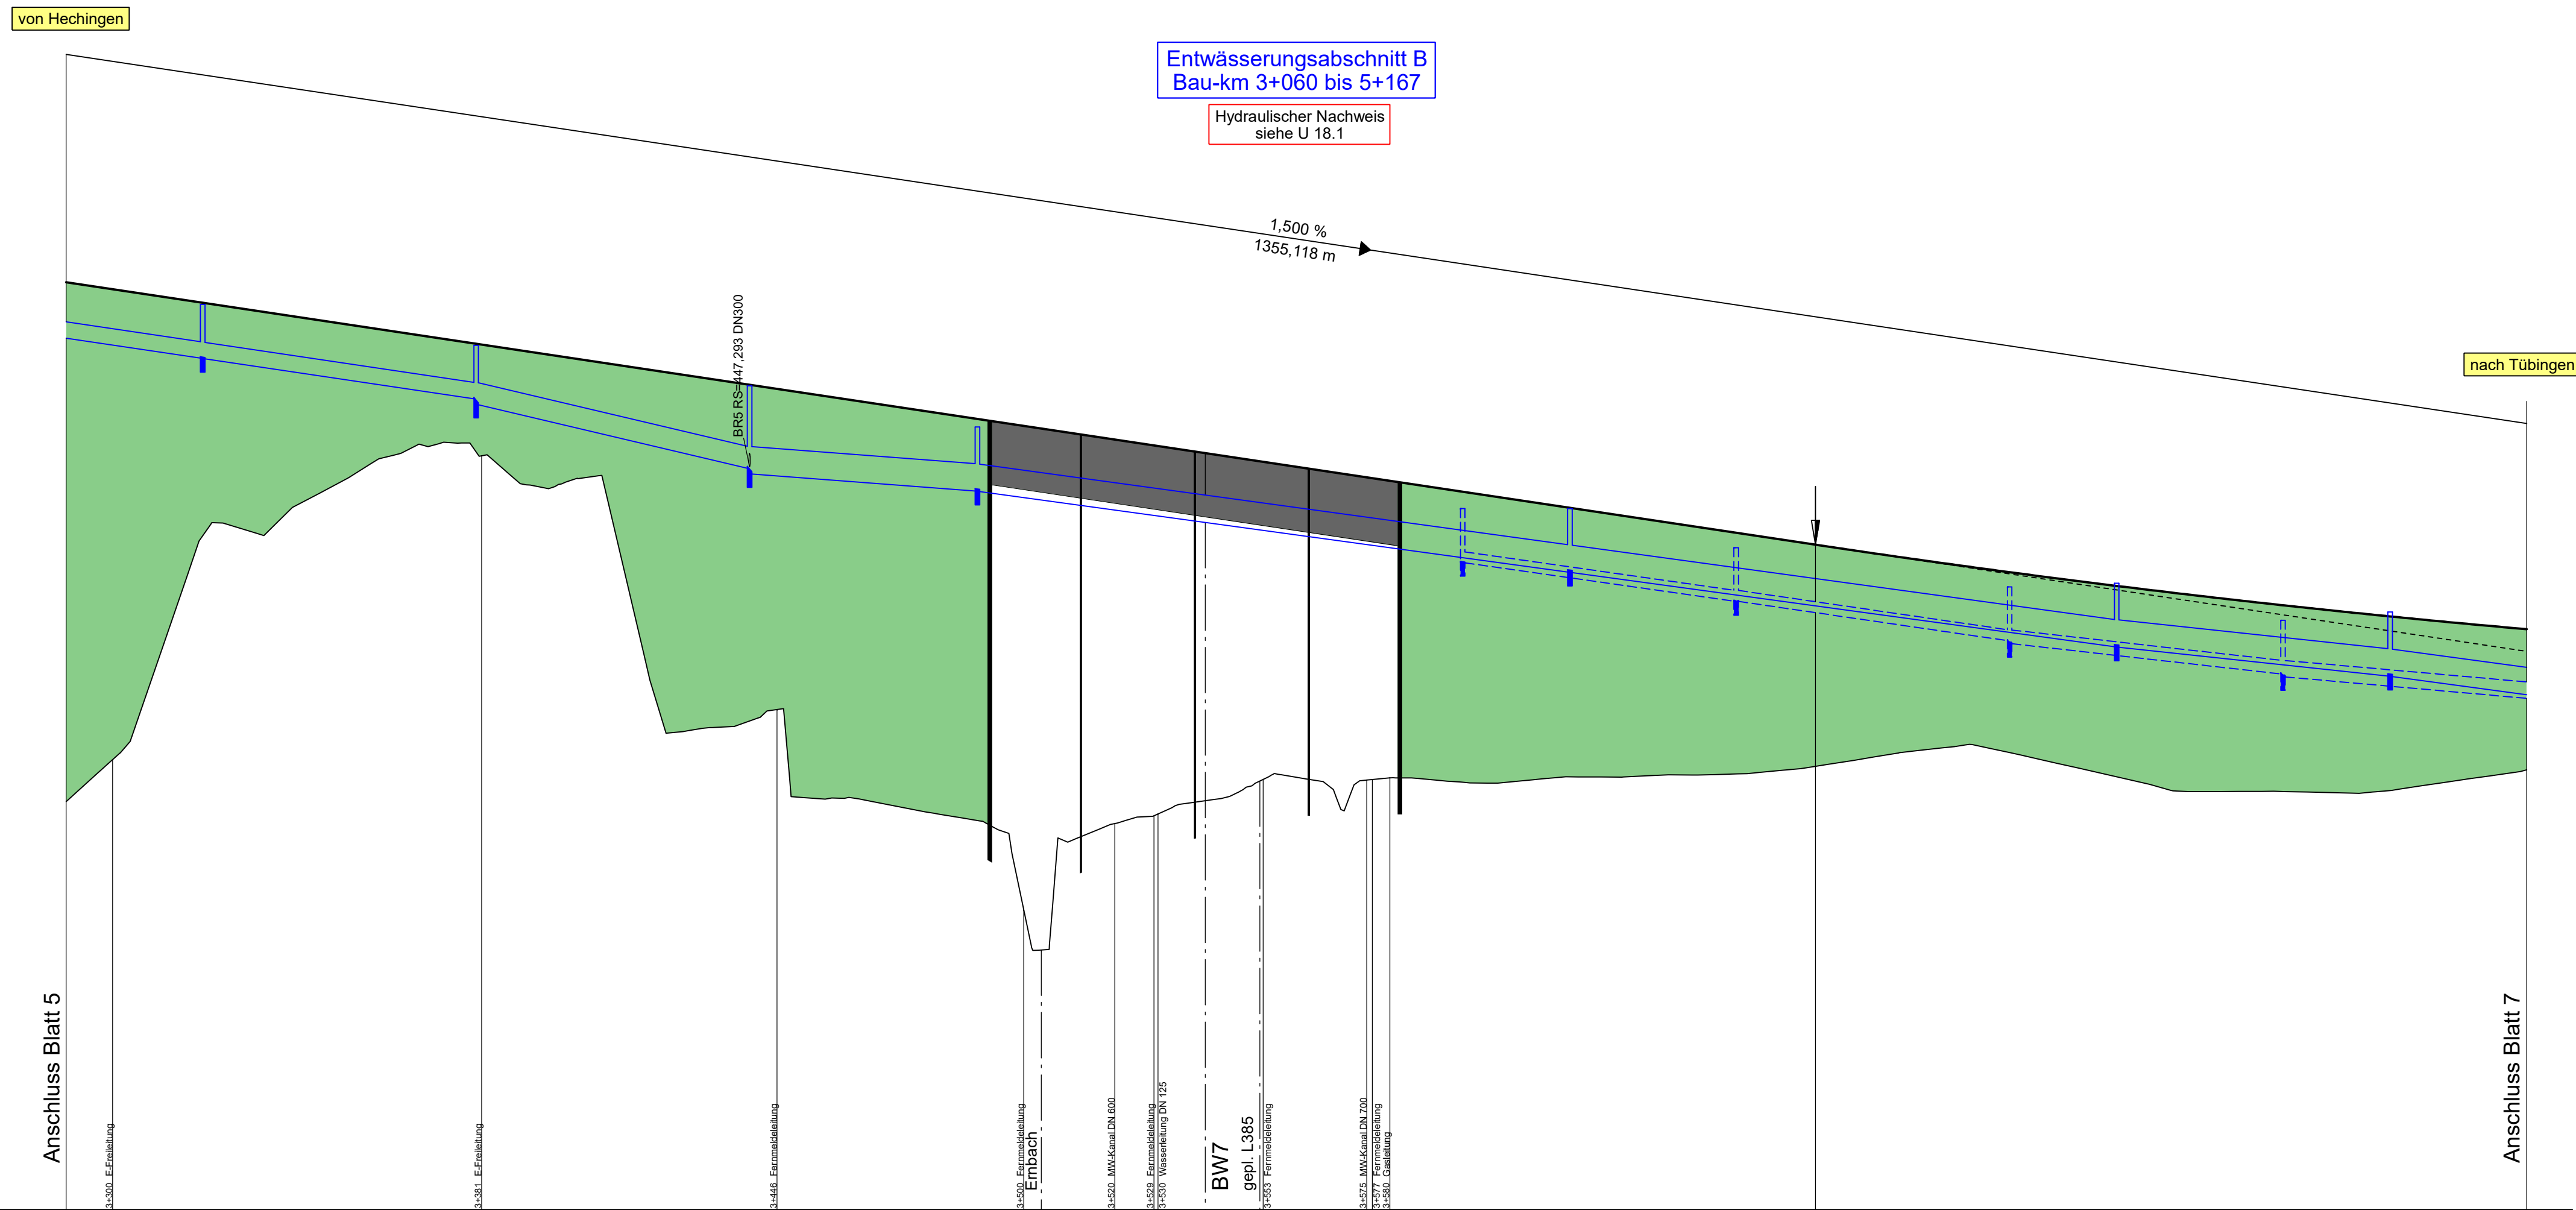 von Hechingen
Entwässerungsabschnitt B
Bau-km 3+060 bis 5+167
Hydraulischer Nachweis
siehe U 18.1
1,500 %
1355,118 m
BR5 RS=447,293 DN300
nach Tübingen
Anschluss Blatt 5
3+300 E-Freileitung
3+381 E-Freileitung
3+446 Fernmeldeleitung
3+500 Fernmeldeleitung
Ernbach
3+520 MW-Kanal DN 600
3+529 Fernmeldeleitung
3+530 Wasserleitung DN 125
BW7
gepl. L385
3+553 Fernmeldeleitung
3+575 MW-Kanal DN 700
3+577 Fernmeldeleitung
3+580 Gasleitung
Anschluss Blatt 7